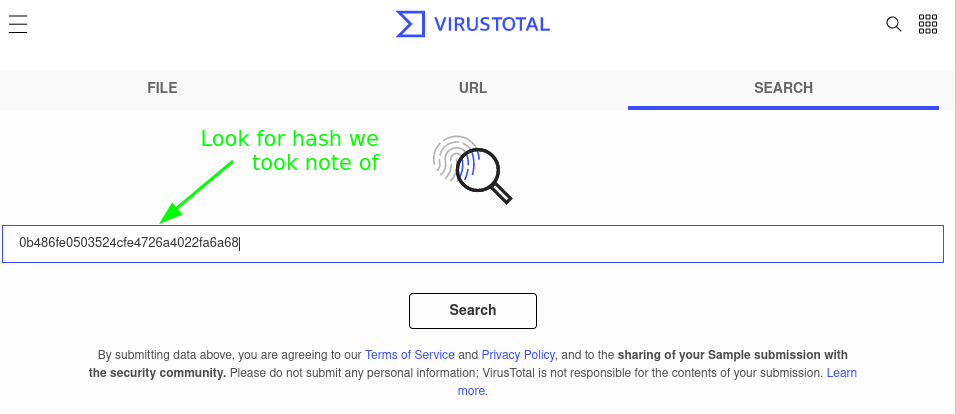 VIRUSTOTAL
FILE
URL
SEARCH
Look for hash we
took note of
0b486fe0503524cfe4726a4022fa6a68
Search
By submitting data above, you are agreeing to our Terms of Service and Privacy Policy, and to the sharing of your Sample submission with
the security community. Please do not submit any personal information; VirusTotal is not responsible for the contents of your submission. Learn
more.